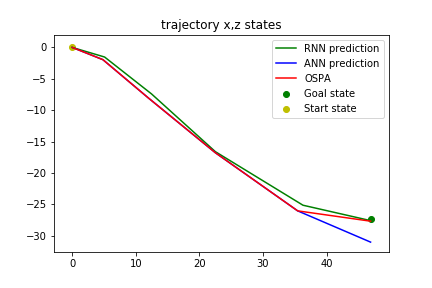 trajectory x,z states
RNN prediction
ANN prediction
OSPA
Goal state
Start state
0
−5
−10
−15
−20
−25
−30
0 10 20 30 40